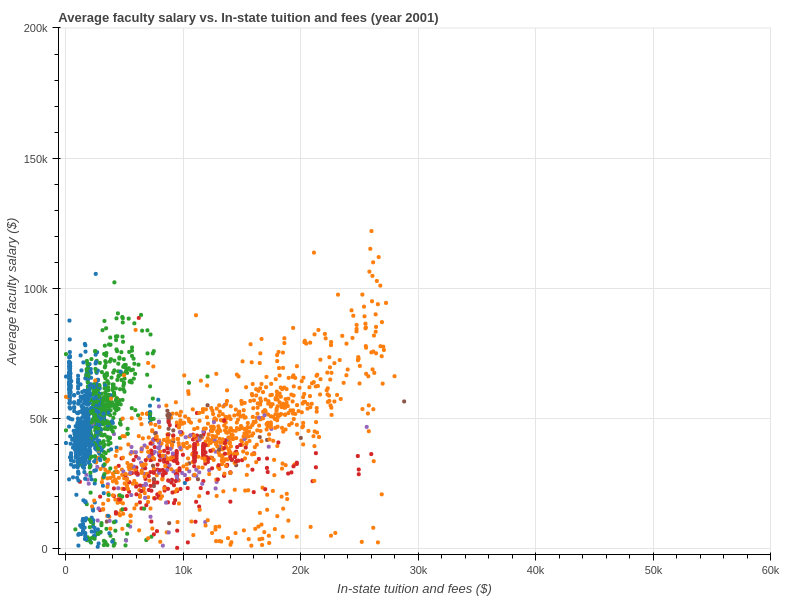 Average faculty salary vs. In-state tuition and fees (year 2001)
200k
150k
100k
50k
0
Average faculty salary ($)
0 10k 20k 30k 40k 50k 60k
In-state tuition and fees ($)